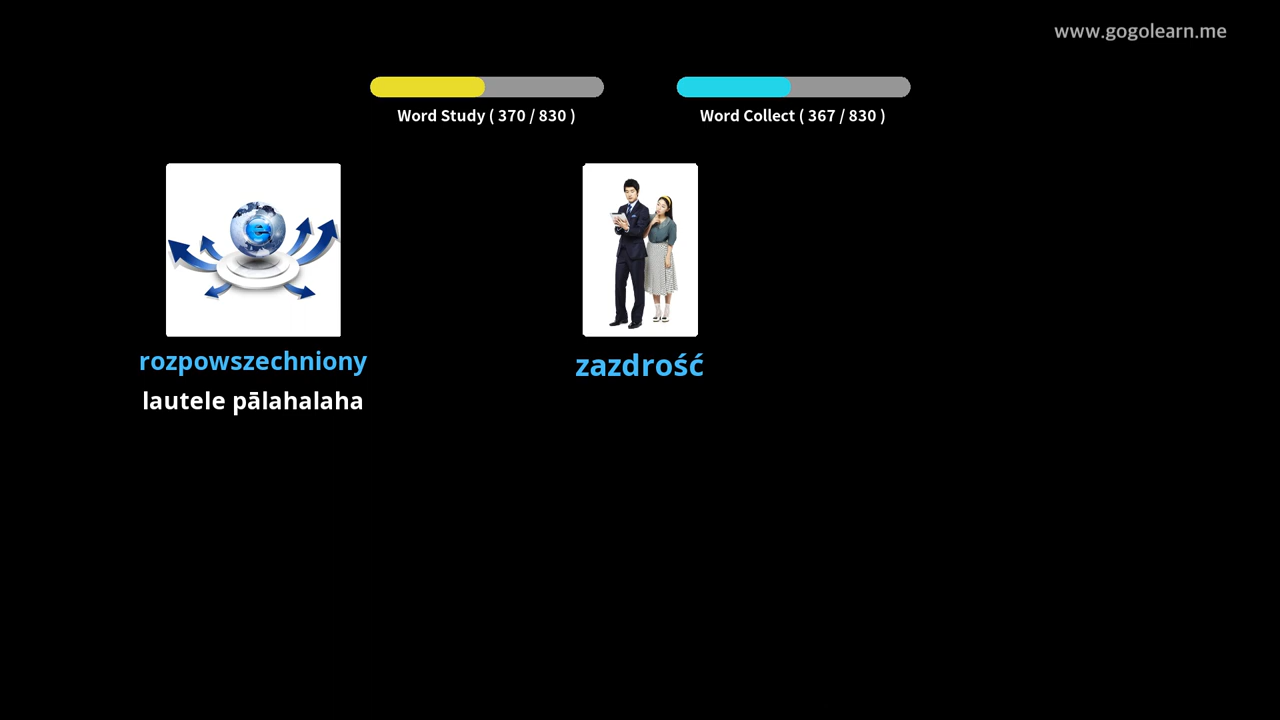 www.gogolearn.me
Word Study ( 370 / 830 )
Word Collect ( 367 / 830 )
e
rozpowszechniony
lautele pālahalaha
zazdrość